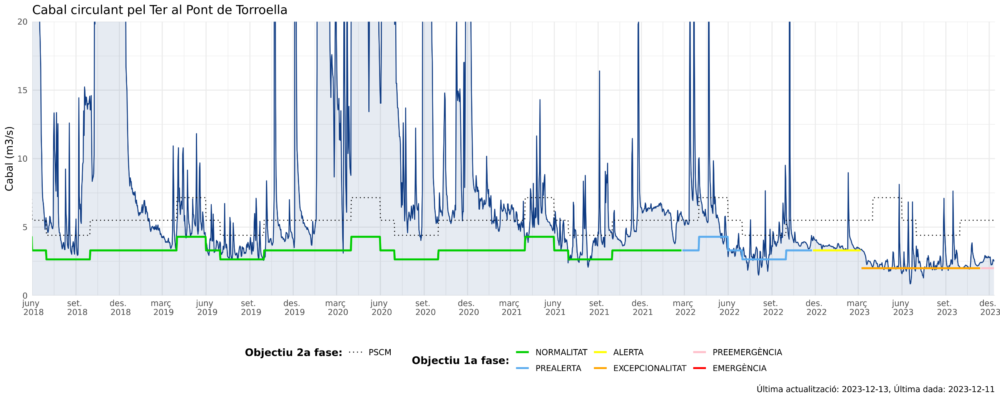 Cabal circulant pel Ter al Pont de Torroella
Cabal (m3/s)
20
15
10
5
0
juny set. des. març juny set. des. març juny set. des. març juny set. des. març juny set. des. març juny set. des.
2018 2018 2018 2019 2019 2019 2019 2020 2020 2020 2020 2021 2021 2021 2021 2022 2022 2022 2022 2023 2023 2023 2023
Objectiu 2a fase: PSCM
Objectiu 1a fase:
NORMALITAT ALERTA PREEMERGÈNCIA
PREALERTA EXCEPCIONALITAT EMERGÈNCIA
Última actualització: 2023-12-13, Última dada: 2023-12-11